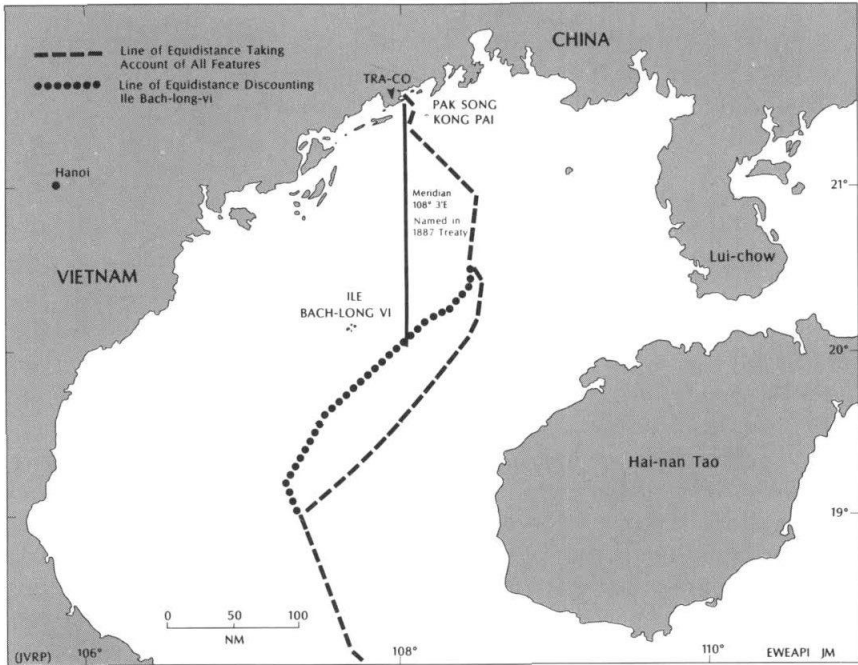 Line of Equidistance Taking
Account of All Features
Line of Equidistance Discounting
Ile Bach-long-vi
CHINA
TRA-CO
PAK SONG
KONG PAI
Hanoi
21°
Meridian
108° 3'E
Named in
1887 Treaty
Lui-chow
VIETNAM
ILE
BACH-LONG VI
20°
Hai-nan Tao
19°
0 50 100
NM
(JVRP)
106°
108°
110°
EWEAPI JM